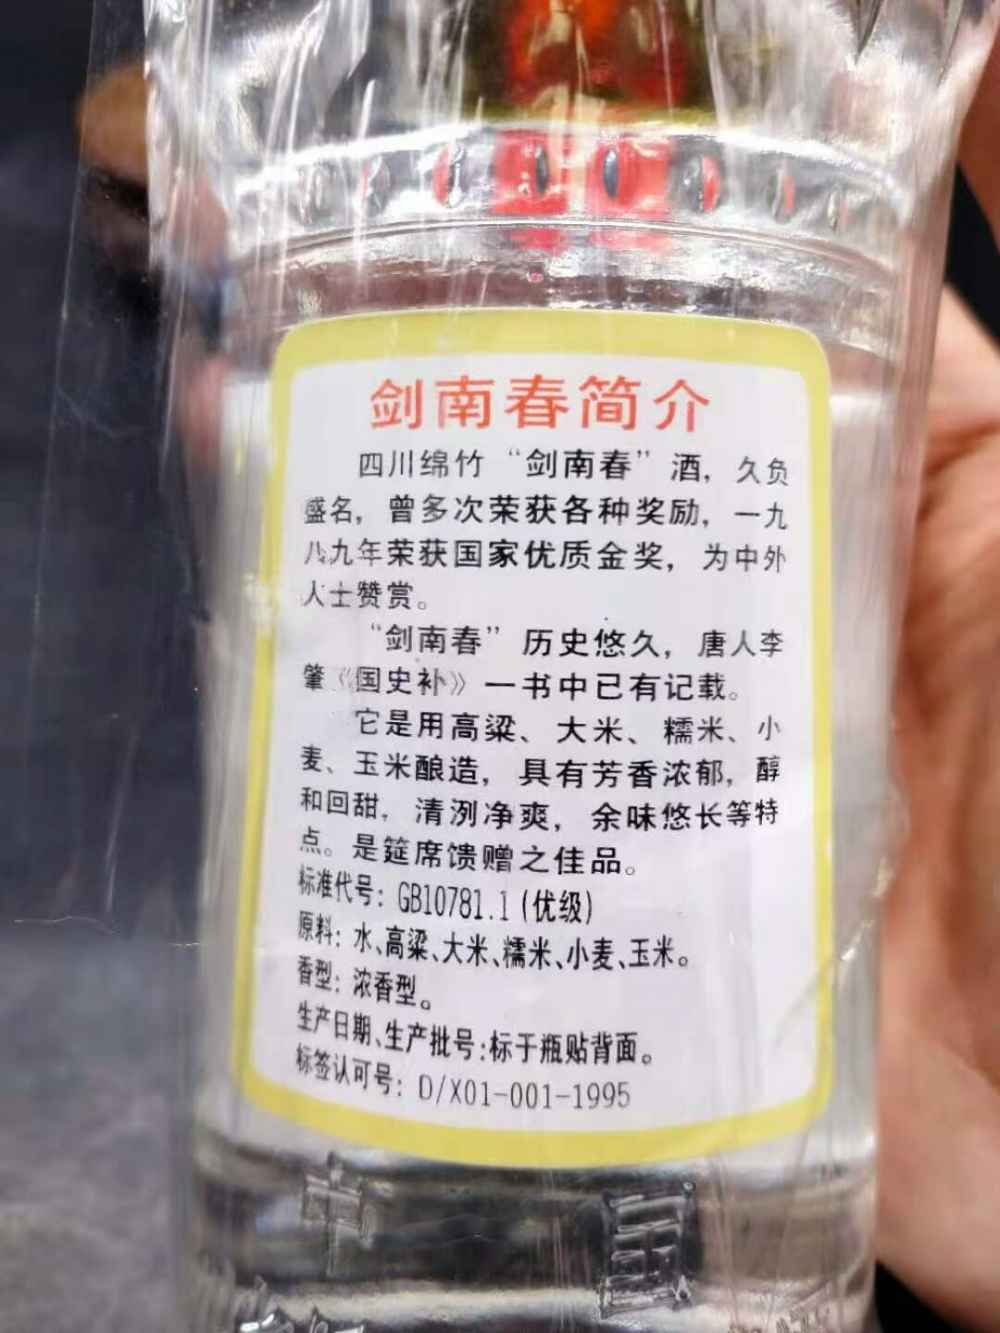 剑南春简介
四川绵竹“剑南春”酒，久负
盛名，曾多次荣获各种奖励，一九
八九年荣获国家优质金奖，为中外
人士赞赏。
“剑南春”历史悠久，唐人李
肇《国史补》一书中已有记载。
它是用高粱、大米、糯米、小
麦、玉米酿造，具有芳香浓郁，醇
和回甜，清洌净爽，余味悠长等特
点。是筵席馈赠之佳品。
标准代号：GB10781.1(优级)
原料：水、高粱、大米、糯米、小麦、玉米。
香型：浓香型。
生产日期、生产批号:标于瓶贴背面。
标签认可号：D/X01-001-1995
中国